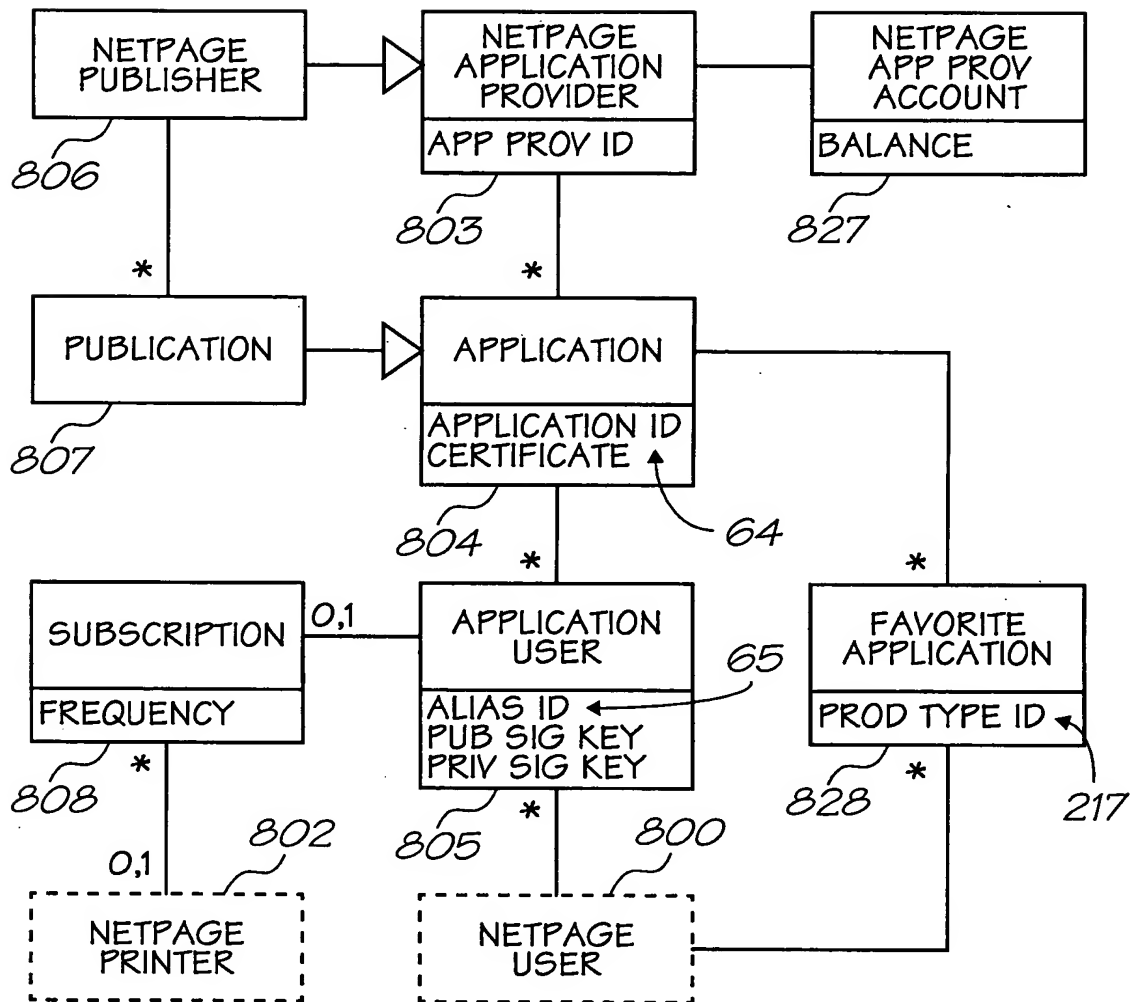 NETPAGE
PUBLISHER
806
NETPAGE
APPLICATION
PROVIDER
APP PROV ID
803
NETPAGE
APP PROV
ACCOUNT
BALANCE
827
*
*
PUBLICATION
807
APPLICATION
APPLICATION ID
CERTIFICATE
804
64
*
*
SUBSCRIPTION
FREQUENCY
808
0,1
APPLICATION
USER
ALIAS ID
PUB SIG KEY
PRIV SIG KEY
805
65
FAVORITE
APPLICATION
PROD TYPE ID
828
217
*
*
*
0,1
802
NETPAGE
PRINTER
800
NETPAGE
USER